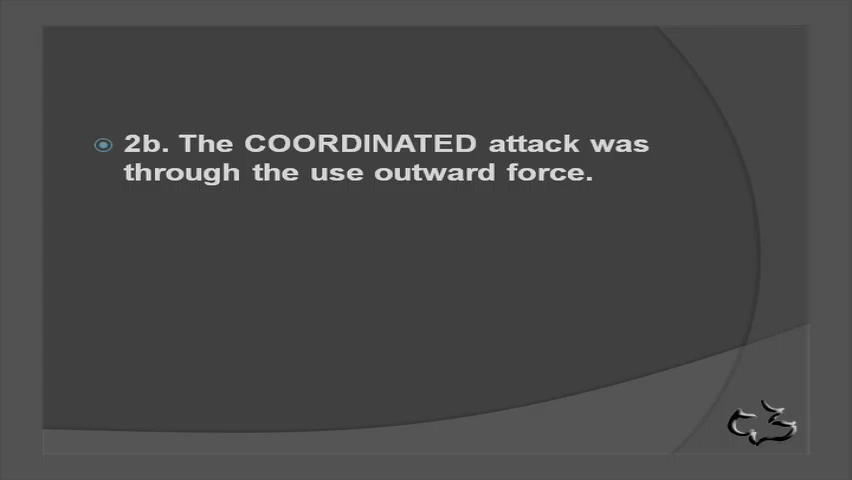 2b. The COORDINATED attack was
through the use outward force.